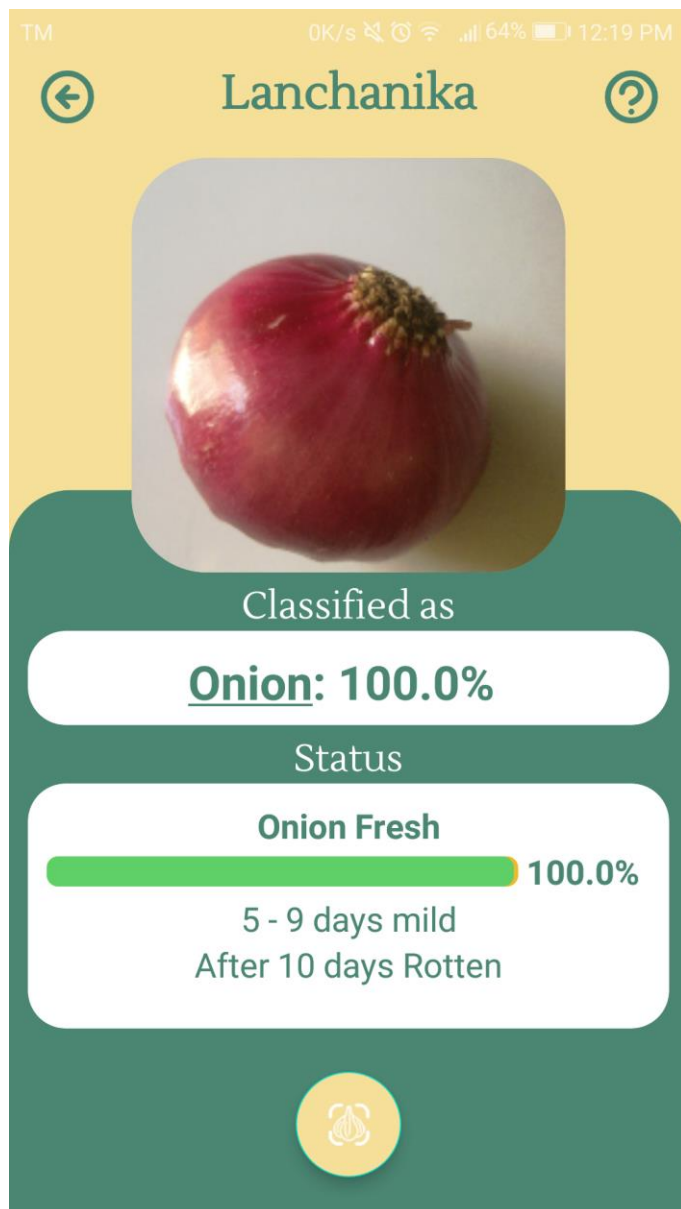 TM 0K/s 64% 12:19 PM
Lanchanika
Classified as
Onion: 100.0%
Status
Onion Fresh
100.0%
5 - 9 days mild
After 10 days Rotten